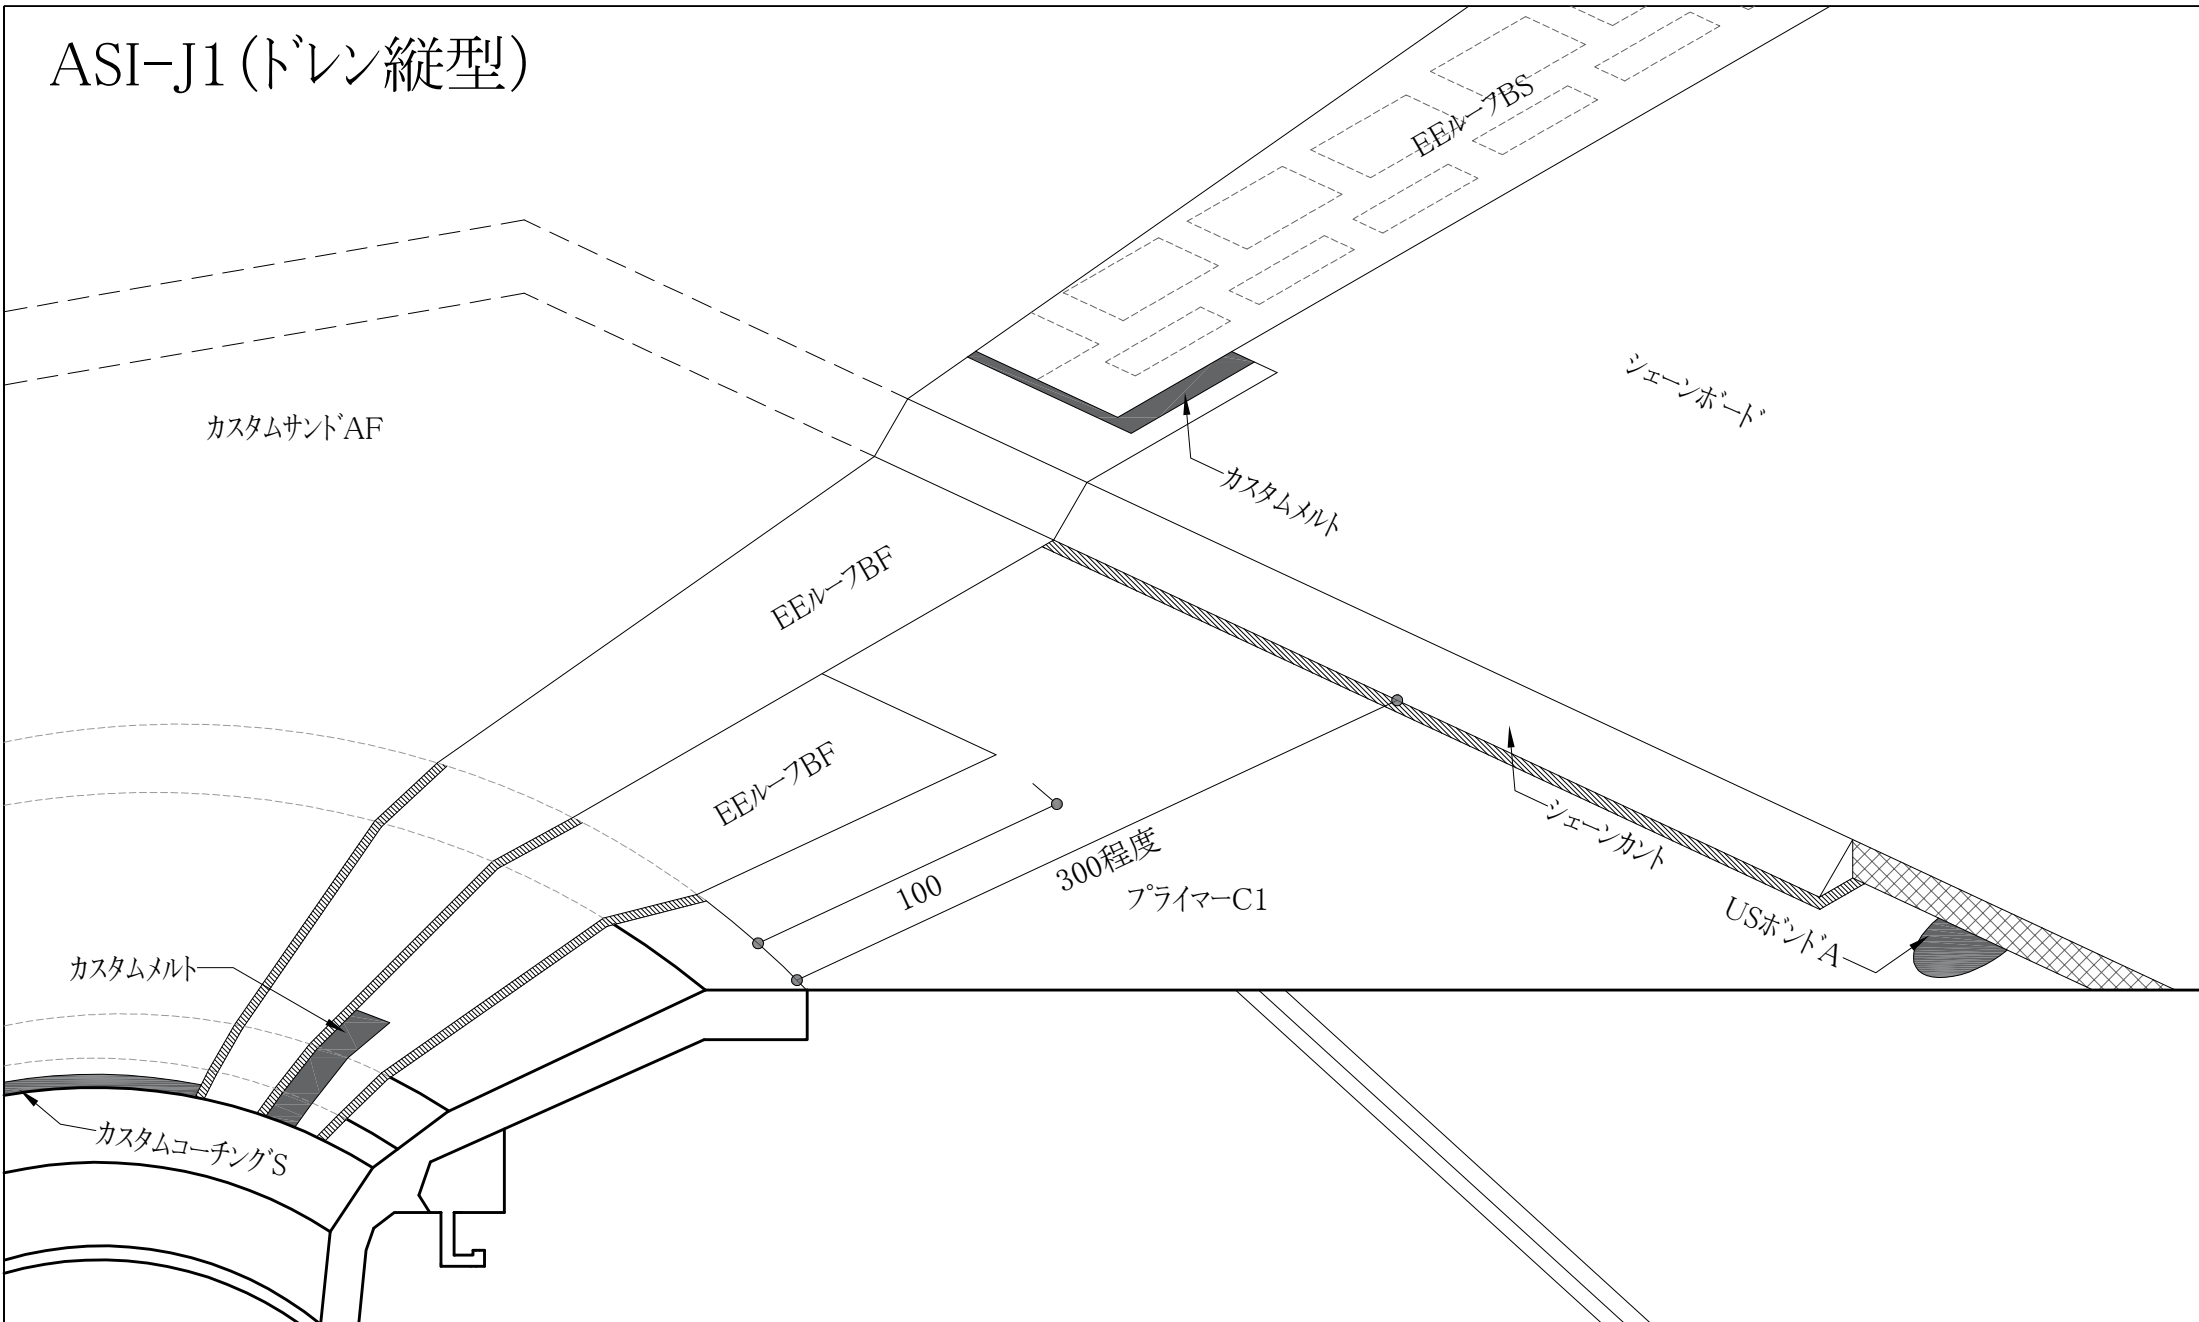 ASI-J1(ドレン縦型)
EEルーフBS
シェーンボード
カスタムサンドAF
カスタムメルト
EEルーフBF
EEルーフBF
シェーンカント
300程度
100
プライマーC1
USボンドA
カスタムメルト
カスタムコーチングS